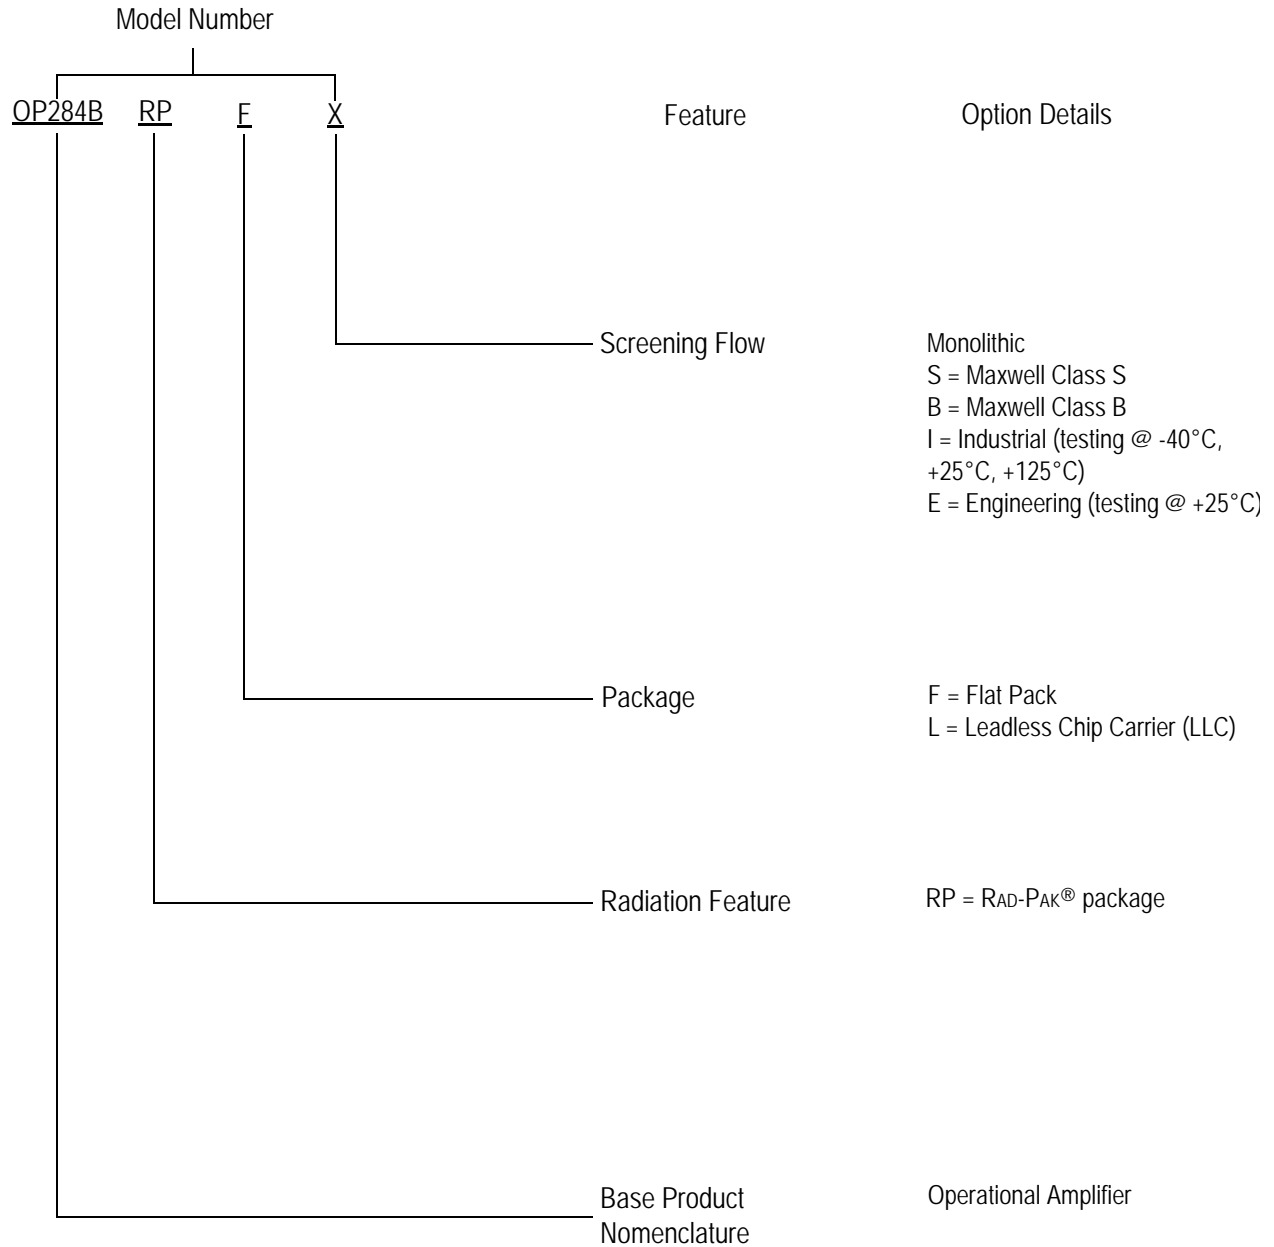 Model Number
OP284B RP F X
Feature
Option Details
Screening Flow
Monolithic
S = Maxwell Class S
B = Maxwell Class B
I = Industrial (testing @ -40°C,
+25°C, +125°C)
E = Engineering (testing @ +25°C)
Package
F = Flat Pack
L = Leadless Chip Carrier (LLC)
Radiation Feature
RP = RAD-PAK® package
Base Product
Nomenclature
Operational Amplifier